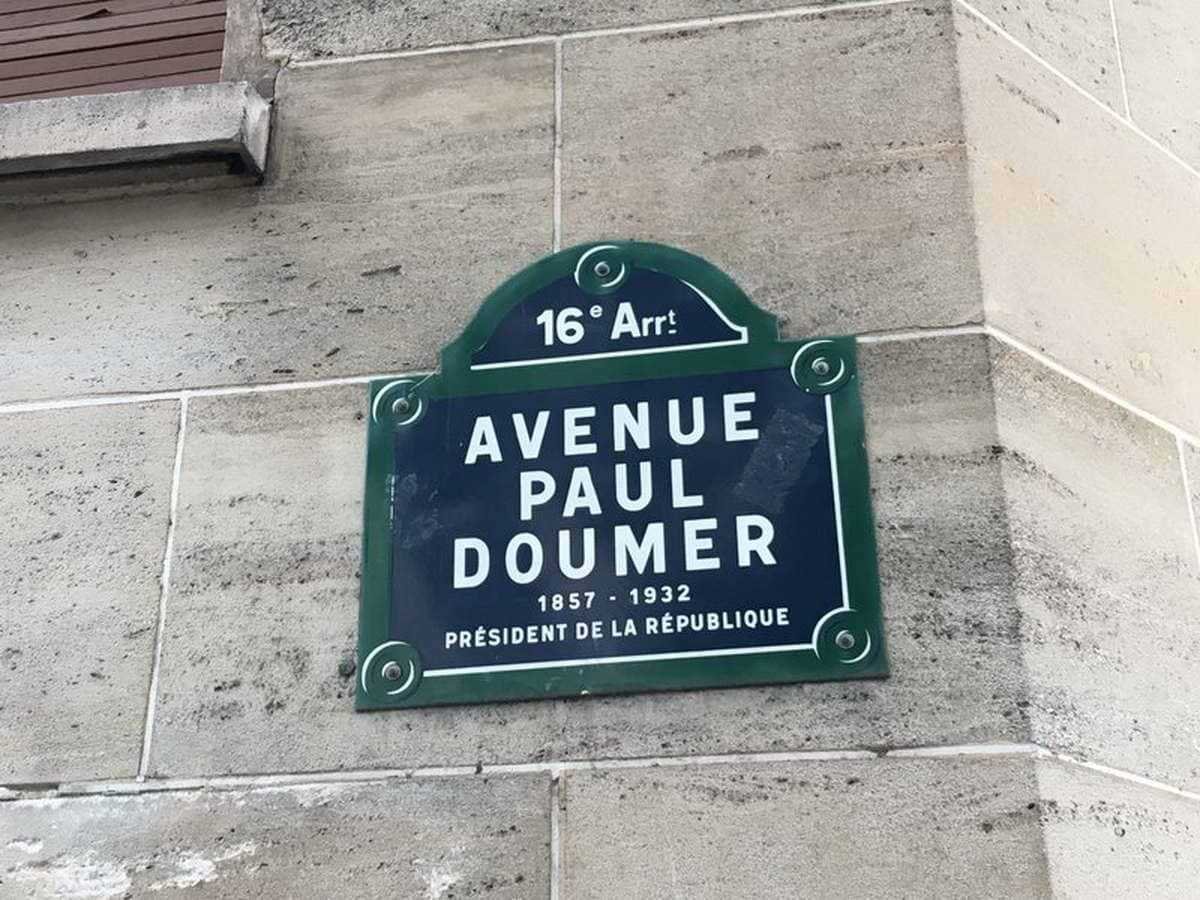 16e Arrt
AVENUE
PAUL
DOUMER
1857 - 1932
PRÉSIDENT DE LA RÉPUBLIQUE